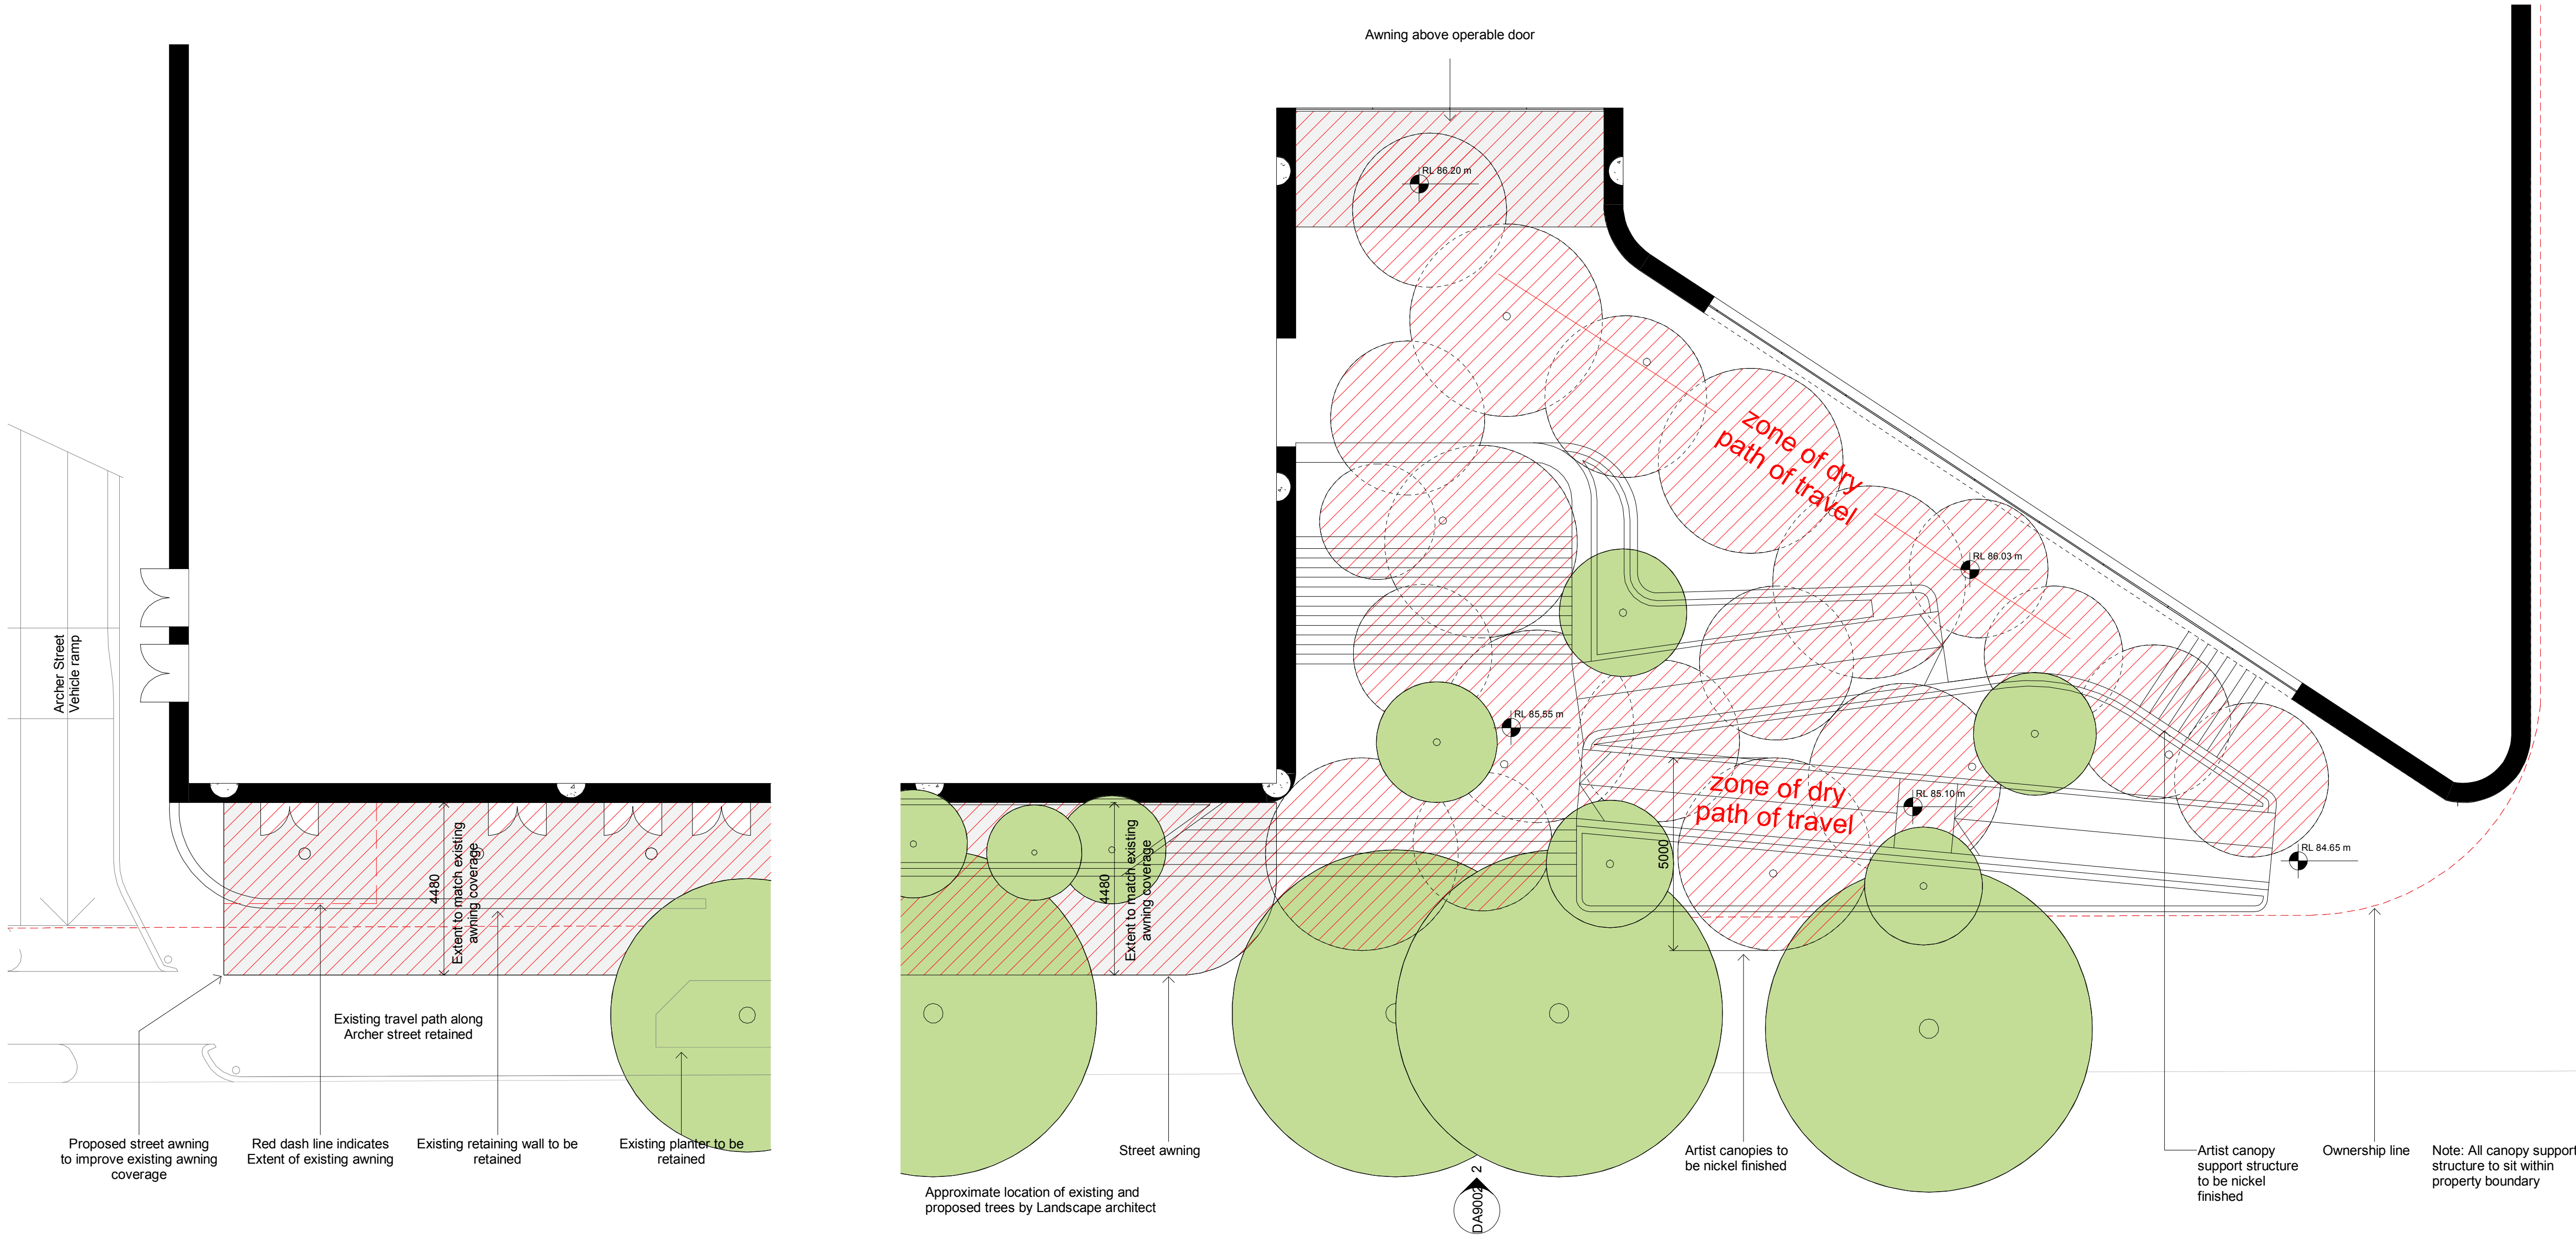 Awning above operable door
RL 86.20 m
zone of dry
path of travel
RL 86.03 m
Archer Street
Vehicle ramp
RL 85.55 m
zone of dry
path of travel
RL 85.10 m
RL 84.65 m
4480
Extent to match existing
awning coverage
4480
Extent to match existing
awning coverage
5000
Existing travel path along
Archer street retained
Proposed street awning
to improve existing awning
coverage
Red dash line indicates
Extent of existing awning
Existing retaining wall to be
retained
Existing planter to be
retained
Street awning
Approximate location of existing and
proposed trees by Landscape architect
2
DA9002
Artist canopies to
be nickel finished
Artist canopy
support structure
to be nickel
finished
Ownership line
Note: All canopy support
structure to sit within
property boundary